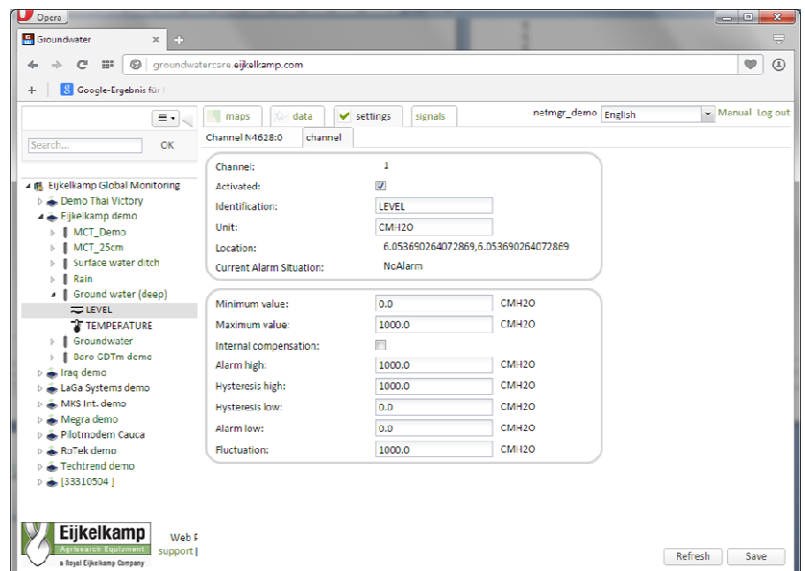 Opera
Groundwater
groundwatercare.eijkelkamp.com
Google-Ergebnis für
maps data settings signals netmgr_demo English Manual Log out
Search... OK
Channel N4628:0 channel
Eijkelkamp Global Monitoring
Demo Thai Victory
Eijkelkamp demo
MCT_Demo
MCT_25cm
Surface water ditch
Rain
Ground water (deep)
LEVEL
TEMPERATURE
Groundwater
Baro GDTm demo
Iraq demo
LaGa Systems demo
MKS Int. demo
Megra demo
Pilotmodem Cauca
RoTek demo
Techtrend demo
[33310504 ]
Channel: 1
Activated:
Identification: LEVEL
Unit: CMH2O
Location: 6.053690264072869,6.053690264072869
Current Alarm Situation: NoAlarm
Minimum value: 0.0 CMH2O
Maximum value: 1000.0 CMH2O
Internal compensation:
Alarm high: 1000.0 CMH2O
Hysteresis high: 1000.0 CMH2O
Hysteresis low: 0.0 CMH2O
Alarm low: 0.0 CMH2O
Fluctuation: 1000.0 CMH2O
Eijkelkamp
Agrisearch Equipment
a Royal Eijkelkamp Company
Web F
support |
Refresh Save